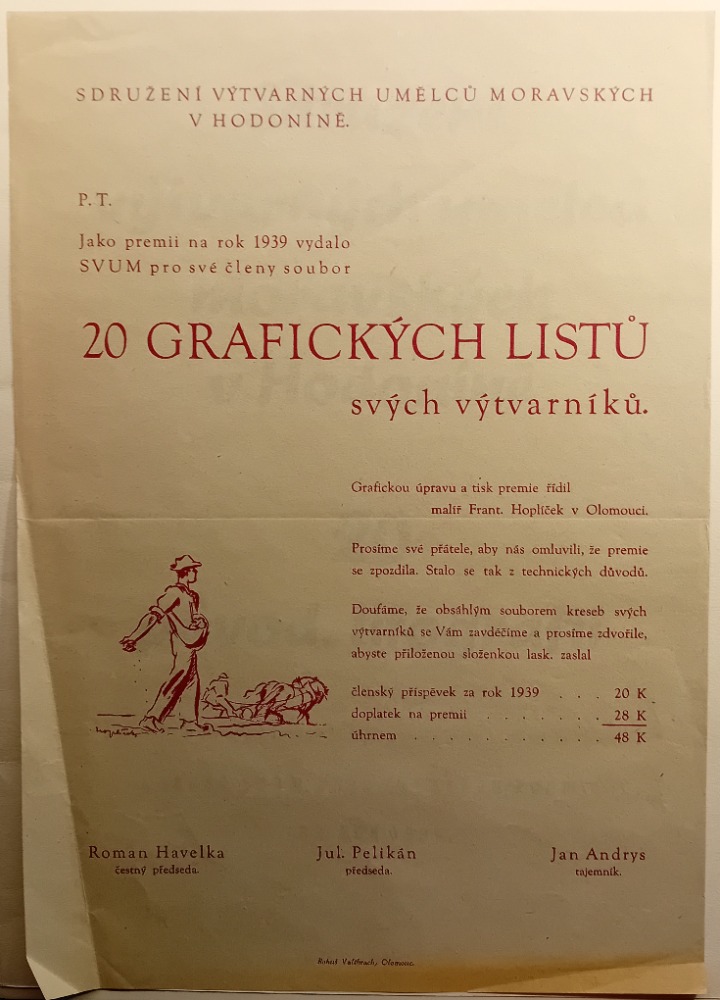 SDRUŽENÍ VÝTVARNÝCH UMĚLCŮ MORAVSKÝCH
V HODONÍNĚ.
P. T.
Jako premii na rok 1939 vydalo
SVUM pro své členy soubor
20 GRAFICKÝCH LISTŮ
svých výtvarníků.
Grafickou úpravu a tisk premie řídil
malíř Frant. Hoplíček v Olomouci.
Prosíme své přátele, aby nás omluvili, že premie
se zpozdila. Stalo se tak z technických důvodů.
Doufáme, že obsáhlým souborem kreseb svých
výtvarníků se Vám zavděčíme a prosíme zdvořile,
abyste přiloženou složenkou lask. zaslal
členský příspěvek za rok 1939 . . . 20 K
doplatek na premii . . . . . . . 28 K
úhrnem . . . . . . . . . . . 48 K
Roman Havelka
čestný předseda.
Jul. Pelikán
předseda.
Jan Andrys
tajemník.
Olomouc.